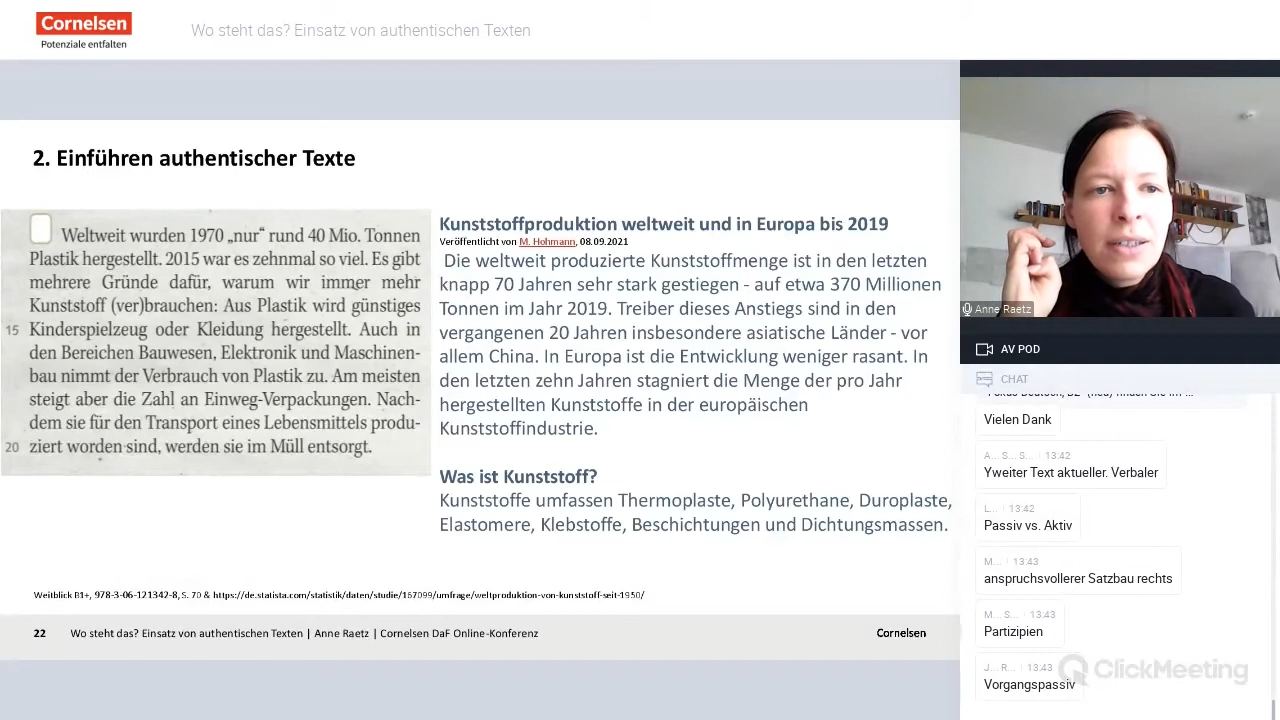 Cornelsen
Potenziale entfalten
Wo steht das? Einsatz von authentischen Texten
2. Einführen authentischer Texte
Weltweit wurden 1970 „nur“ rund 40 Mio. Tonnen
Plastik hergestellt. 2015 war es zehnmal so viel. Es gibt
mehrere Gründe dafür, warum wir immer mehr
Kunststoff (ver)brauchen: Aus Plastik wird günstiges
15 Kinderspielzeug oder Kleidung hergestellt. Auch in
den Bereichen Bauwesen, Elektronik und Maschinen-
bau nimmt der Verbrauch von Plastik zu. Am meisten
steigt aber die Zahl an Einweg-Verpackungen. Nach-
dem sie für den Transport eines Lebensmittels produ-
20 ziert worden sind, werden sie im Müll entsorgt.
Kunststoffproduktion weltweit und in Europa bis 2019
Veröffentlicht von M. Hohmann, 08.09.2021
Die weltweit produzierte Kunststoffmenge ist in den letzten
knapp 70 Jahren sehr stark gestiegen - auf etwa 370 Millionen
Tonnen im Jahr 2019. Treiber dieses Anstiegs sind in den
vergangenen 20 Jahren insbesondere asiatische Länder - vor
allem China. In Europa ist die Entwicklung weniger rasant. In
den letzten zehn Jahren stagniert die Menge der pro Jahr
hergestellten Kunststoffe in der europäischen
Kunststoffindustrie.
Was ist Kunststoff?
Kunststoffe umfassen Thermoplaste, Polyurethane, Duroplaste,
Elastomere, Klebstoffe, Beschichtungen und Dichtungsmassen.
Weitblick B1+, 978-3-06-121342-8, S. 70 & https://de.statista.com/statistik/daten/studie/167099/umfrage/weltproduktion-von-kunststoff-seit-1950/
22 Wo steht das? Einsatz von authentischen Texten | Anne Raetz | Cornelsen DaF Online-Konferenz
Cornelsen
Anne Raetz
AV POD
CHAT
Vielen Dank
A... S... S... 13:42
Yweiter Text aktueller. Verbaler
L... 13:42
Passiv vs. Aktiv
M... 13:43
anspruchsvollerer Satzbau rechts
M... S... 13:43
Partizipien
J... R... 13:43
Vorgangspassiv
ClickMeeting